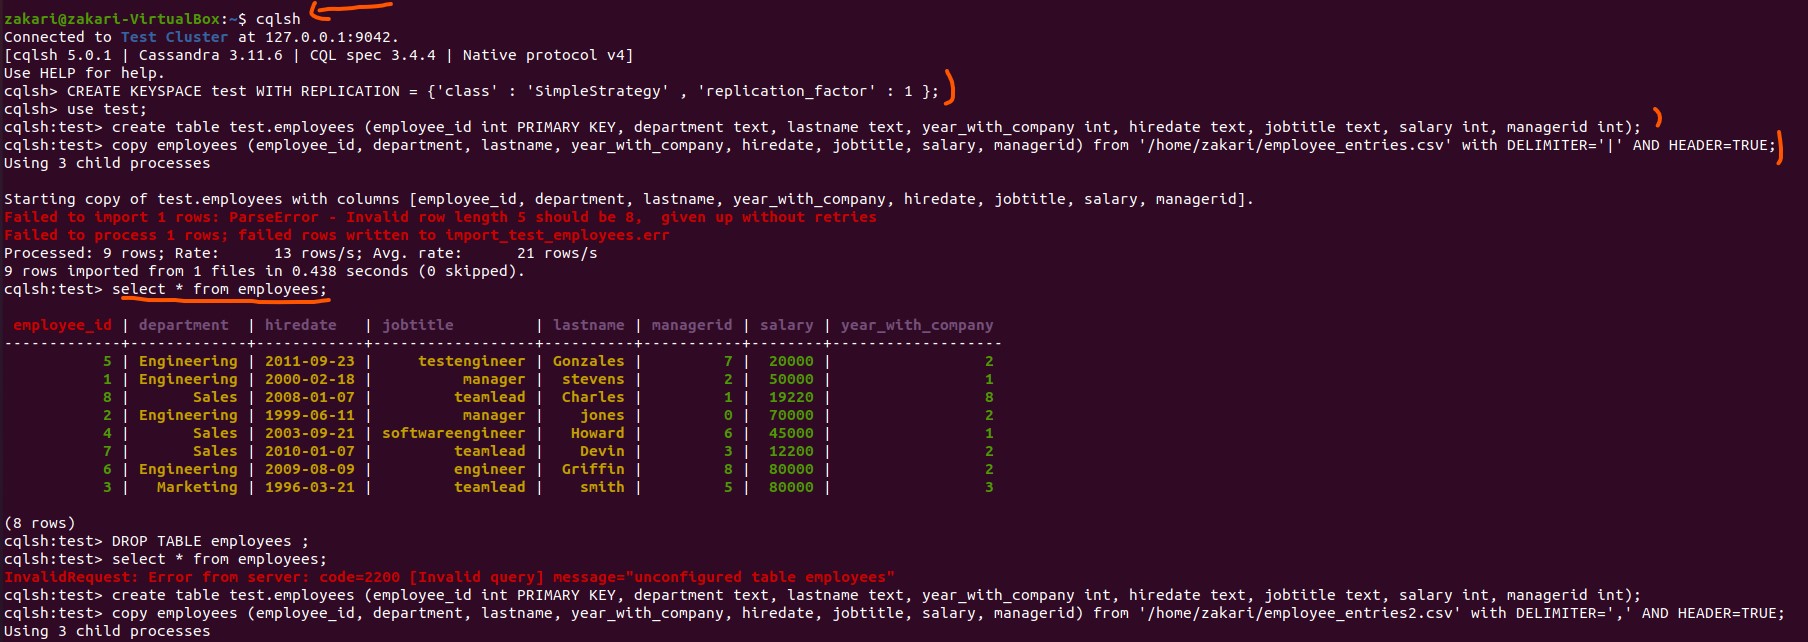 zakari@zakari-VirtualBox:~$ cqlsh
Connected to Test Cluster at 127.0.0.1:9042.
[cqlsh 5.0.1 | Cassandra 3.11.6 | CQL spec 3.4.4 | Native protocol v4]
Use HELP for help.
cqlsh> CREATE KEYSPACE test WITH REPLICATION = {'class' : 'SimpleStrategy' , 'replication_factor' : 1 };
cqlsh> use test;
cqlsh:test> create table test.employees (employee_id int PRIMARY KEY, department text, lastname text, year_with_company int, hiredate text, jobtitle text, salary int, managerid int);
cqlsh:test> copy employees (employee_id, department, lastname, year_with_company, hiredate, jobtitle, salary, managerid) from '/home/zakari/employee_entries.csv' with DELIMITER='|' AND HEADER=TRUE;
Using 3 child processes
Starting copy of test.employees with columns [employee_id, department, lastname, year_with_company, hiredate, jobtitle, salary, managerid].
Failed to import 1 rows: ParseError - Invalid row length 5 should be 8,  given up without retries
Failed to process 1 rows; failed rows written to import_test_employees.err
Processed: 9 rows; Rate:      13 rows/s; Avg. rate:      21 rows/s
9 rows imported from 1 files in 0.438 seconds (0 skipped).
cqlsh:test> select * from employees;
 employee_id | department  | hiredate   | jobtitle         | lastname | managerid | salary | year_with_company
-------------+-------------+------------+------------------+----------+-----------+--------+-------------------
           5 | Engineering | 2011-09-23 |     testengineer | Gonzales |         7 |  20000 |                 2
           1 | Engineering | 2000-02-18 |          manager |  stevens |         2 |  50000 |                 1
           8 |       Sales | 2008-01-07 |         teamlead |  Charles |         1 |  19220 |                 8
           2 | Engineering | 1999-06-11 |          manager |    jones |         0 |  70000 |                 2
           4 |       Sales | 2003-09-21 | softwareengineer |   Howard |         6 |  45000 |                 1
           7 |       Sales | 2010-01-07 |         teamlead |    Devin |         3 |  12200 |                 2
           6 | Engineering | 2009-08-09 |         engineer |  Griffin |         8 |  80000 |                 2
           3 |   Marketing | 1996-03-21 |         teamlead |    smith |         5 |  80000 |                 3
(8 rows)
cqlsh:test> DROP TABLE employees ;
cqlsh:test> select * from employees;
InvalidRequest: Error from server: code=2200 [Invalid query] message="unconfigured table employees"
cqlsh:test> create table test.employees (employee_id int PRIMARY KEY, department text, lastname text, year_with_company int, hiredate text, jobtitle text, salary int, managerid int);
cqlsh:test> copy employees (employee_id, department, lastname, year_with_company, hiredate, jobtitle, salary, managerid) from '/home/zakari/employee_entries2.csv' with DELIMITER=',' AND HEADER=TRUE;
Using 3 child processes